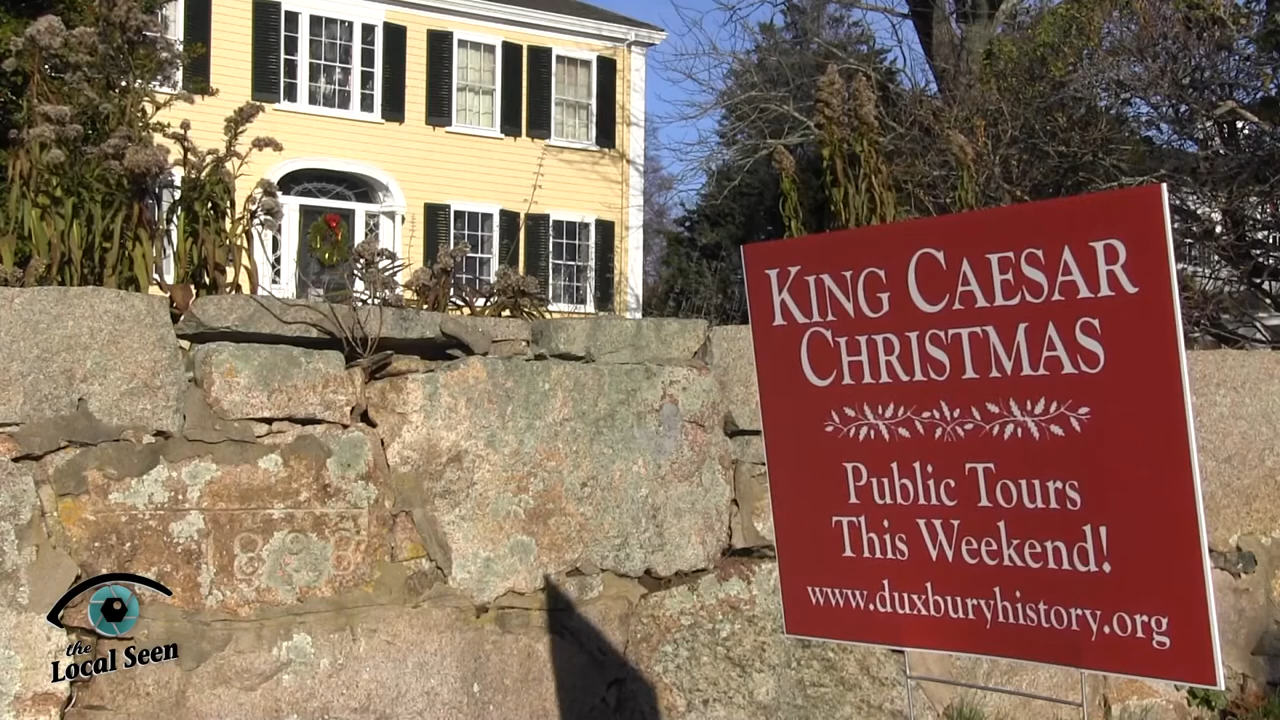 KING CAESAR
CHRISTMAS
Public Tours
This Weekend!
www.duxburyhistory.org
the
Local Seen